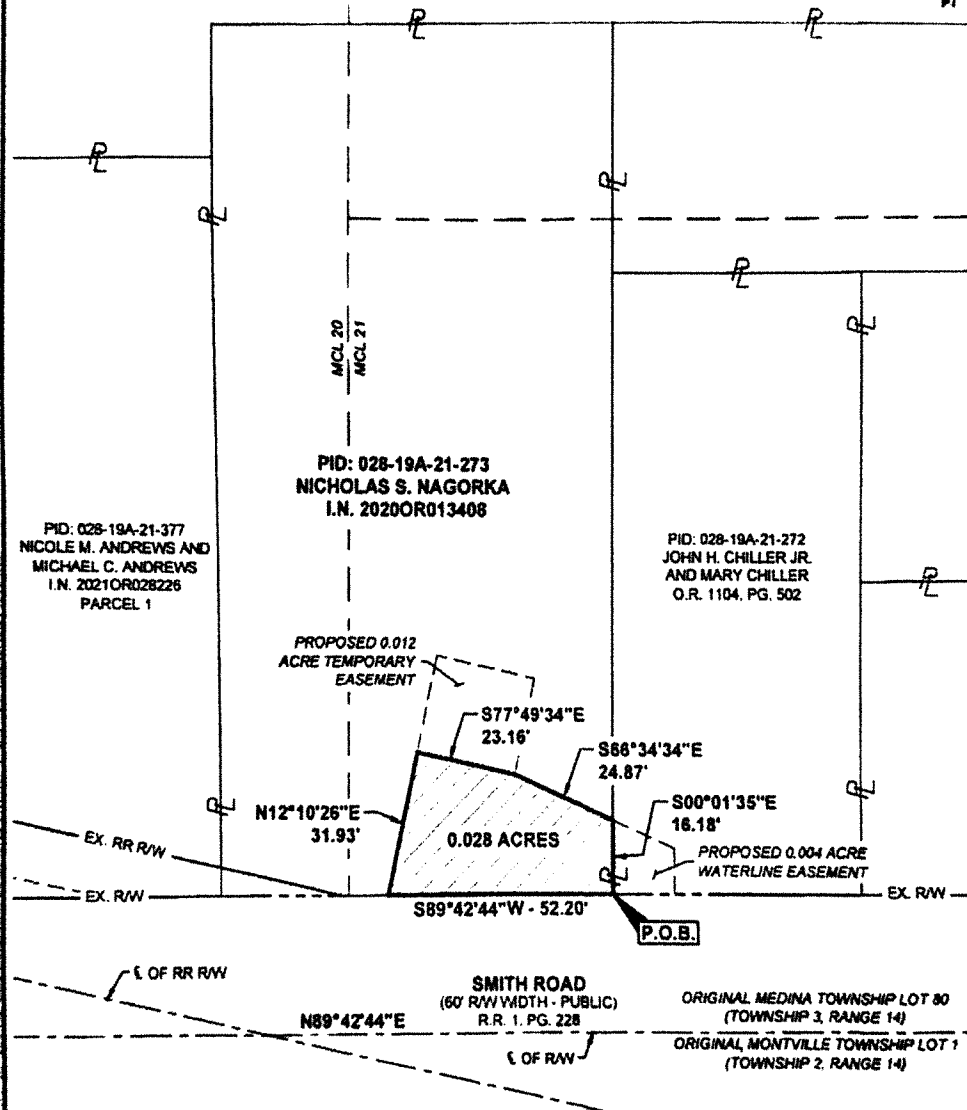 PL
PL
PL
PL
PL
PL
PL
MCL 20
MCL 21
PID: 028-19A-21-273
NICHOLAS S. NAGORKA
I.N. 2020OR013408
PID: 028-19A-21-377
NICOLE M. ANDREWS AND
MICHAEL C. ANDREWS
I.N. 2021OR028226
PARCEL 1
PID: 028-19A-21-272
JOHN H. CHILLER JR.
AND MARY CHILLER
O.R. 1104, PG. 502
PL
PROPOSED 0.012
ACRE TEMPORARY
EASEMENT
S77°49'34"E
23.16'
S66°34'34"E
24.87'
PL
PL
N12°10'26"E
31.93'
0.028 ACRES
S00°01'35"E
16.18'
PROPOSED 0.004 ACRE
WATERLINE EASEMENT
PL
EX. RR R/W
EX. R/W
EX. R/W
S89°42'44"W - 52.20'
P.O.B.
℄ OF RR R/W
SMITH ROAD
(60' R/W WIDTH - PUBLIC)
R.R. 1, PG. 228
N89°42'44"E
℄ OF R/W
ORIGINAL MEDINA TOWNSHIP LOT 80
(TOWNSHIP 3, RANGE 14)
ORIGINAL MONTVILLE TOWNSHIP LOT 1
(TOWNSHIP 2, RANGE 14)